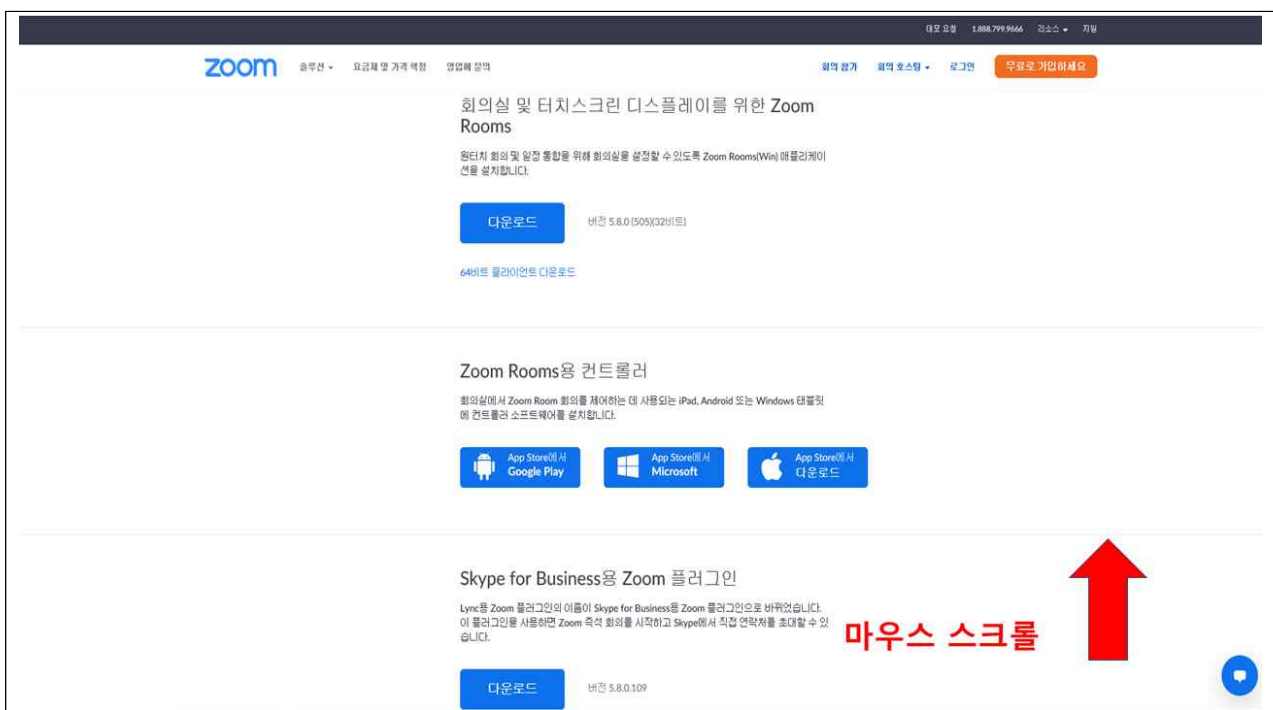 데모 요청 1.888.799.9666 리소스 지원
zoom 솔루션 요금제 및 가격 책정 영업에 문의 회의 참가 회의 호스팅 로그인 무료로 가입하세요
회의실 및 터치스크린 디스플레이를 위한 Zoom
Rooms
원터치 회의 및 일정 통합을 위해 회의실을 설정할 수 있도록 Zoom Rooms(Win) 애플리케이
션을 설치합니다.
다운로드 버전 5.8.0 (505)(32비트)
64비트 클라이언트 다운로드
Zoom Rooms용 컨트롤러
회의실에서 Zoom Room 회의를 제어하는 데 사용되는 iPad, Android 또는 Windows 태블릿
에 컨트롤러 소프트웨어를 설치합니다.
App Store에서 App Store에서 App Store에서
Google Play Microsoft 다운로드
Skype for Business용 Zoom 플러그인
Lync용 Zoom 플러그인의 이름이 Skype for Business용 Zoom 플러그인으로 바뀌었습니다.
이 플러그인을 사용하면 Zoom 즉석 회의를 시작하고 Skype에서 직접 연락처를 초대할 수 있
습니다.
마우스 스크롤
다운로드 버전 5.8.0.109